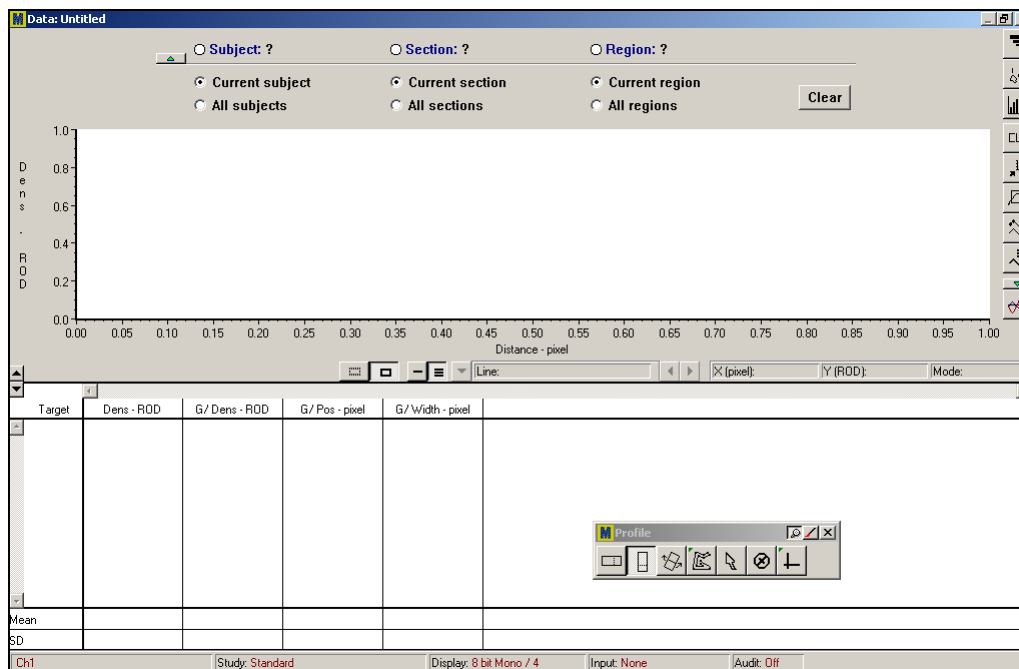 Data: Untitled
Subject: ? Section: ? Region: ?
Current subject Current section Current region
All subjects All sections All regions
Clear
Dens. ROD
1.0
0.8
0.6
0.4
0.2
0.0
0.00 0.05 0.10 0.15 0.20 0.25 0.30 0.35 0.40 0.45 0.50 0.55 0.60 0.65 0.70 0.75 0.80 0.85 0.90 0.95 1.00
Distance - pixel
Line: X (pixel): Y (ROD): Mode:
Target Dens - ROD G/ Dens - ROD G/ Pos - pixel G/ Width - pixel
Profile
Mean
SD
Ch1 Study: Standard Display: 8 bit Mono / 4 Input: None Audit: Off